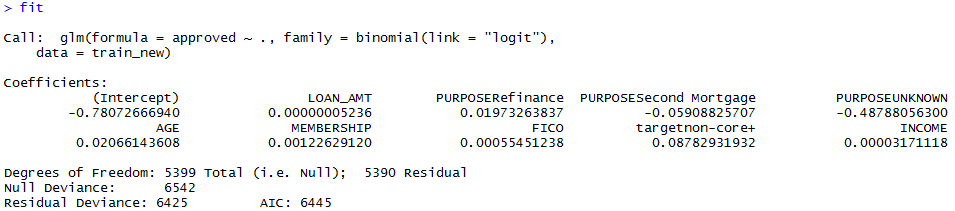 > fit
Call:  glm(formula = approved ~ ., family = binomial(link = "logit"),
    data = train_new)
Coefficients:
(Intercept) LOAN_AMT PURPOSERefinance PURPOSESecond Mortgage PURPOSEUNKNOWN
-0.78072666940 0.00000005236 0.01973263837 -0.05908825707 -0.48788056300
AGE MEMBERSHIP FICO targetnon-core+ INCOME
0.02066143608 0.00122629120 0.00055451238 0.08782931932 0.00003171118
Degrees of Freedom: 5399 Total (i.e. Null);  5390 Residual
Null Deviance:      6542
Residual Deviance: 6425         AIC: 6445